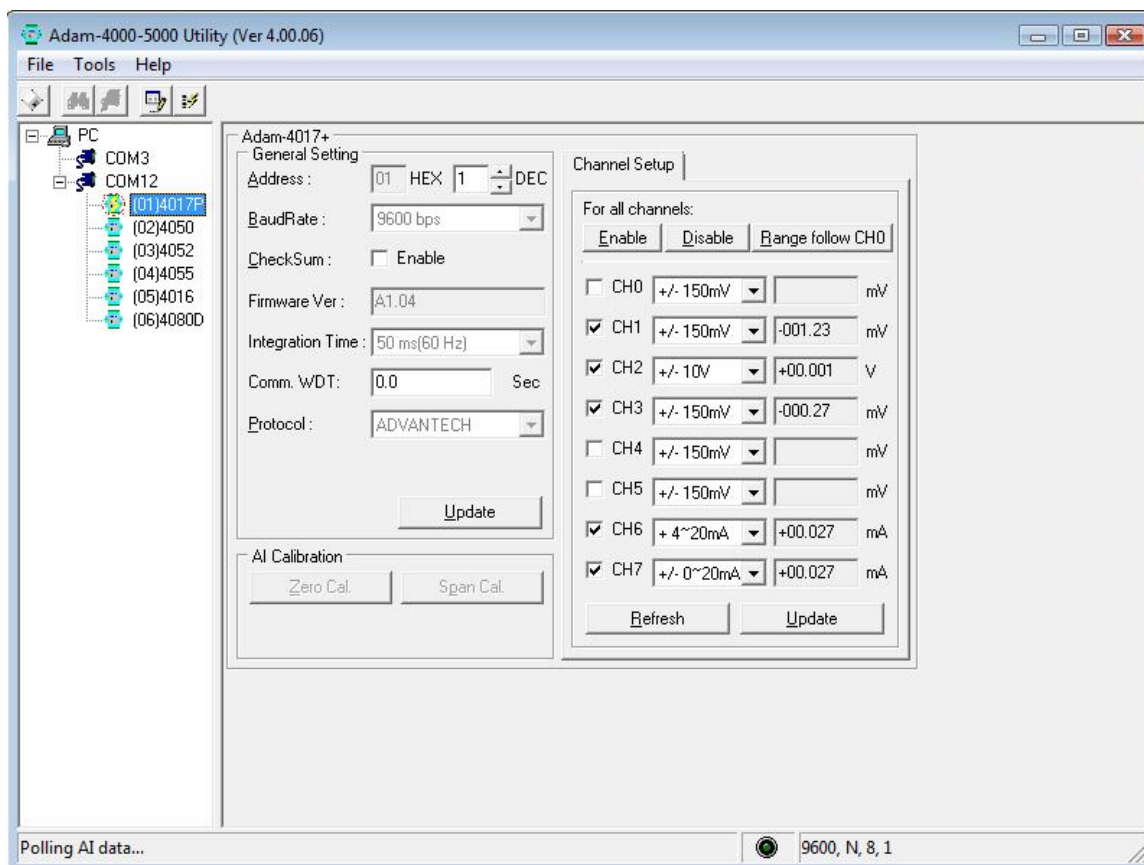 Adam-4000-5000 Utility (Ver 4.00.06)
File Tools Help
PC
COM3
COM12
(01)4017P
(02)4050
(03)4052
(04)4055
(05)4016
(06)4080D
Adam-4017+
General Setting
Address : 01 HEX 1 DEC
BaudRate : 9600 bps
CheckSum : Enable
Firmware Ver : A1.04
Integration Time : 50 ms(60 Hz)
Comm. WDT: 0.0 Sec
Protocol : ADVANTECH
Update
AI Calibration
Zero Cal. Span Cal.
Channel Setup
For all channels:
Enable Disable Range follow CH0
CH0 +/- 150mV mV
CH1 +/- 150mV -001.23 mV
CH2 +/- 10V +00.001 V
CH3 +/- 150mV -000.27 mV
CH4 +/- 150mV mV
CH5 +/- 150mV mV
CH6 + 4~20mA +00.027 mA
CH7 +/- 0~20mA +00.027 mA
Refresh Update
Polling AI data... 9600, N, 8, 1